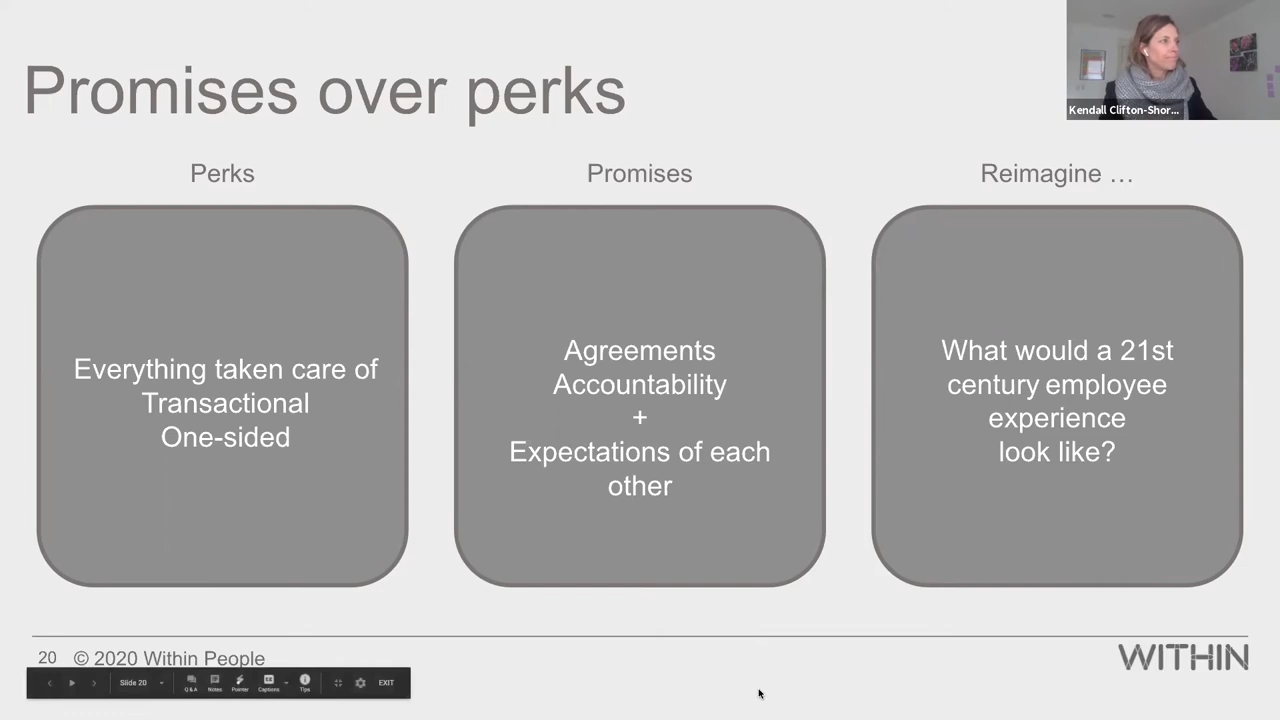 Promises over perks
Kendall Clifton-Shor...
Perks
Promises
Reimagine …
Everything taken care of
Transactional
One-sided
Agreements
Accountability
+
Expectations of each
other
What would a 21st
century employee
experience
look like?
20 © 2020 Within People
WITHIN
Slide 20
Q & A
Notes
Pointer
Captions
Tips
EXIT